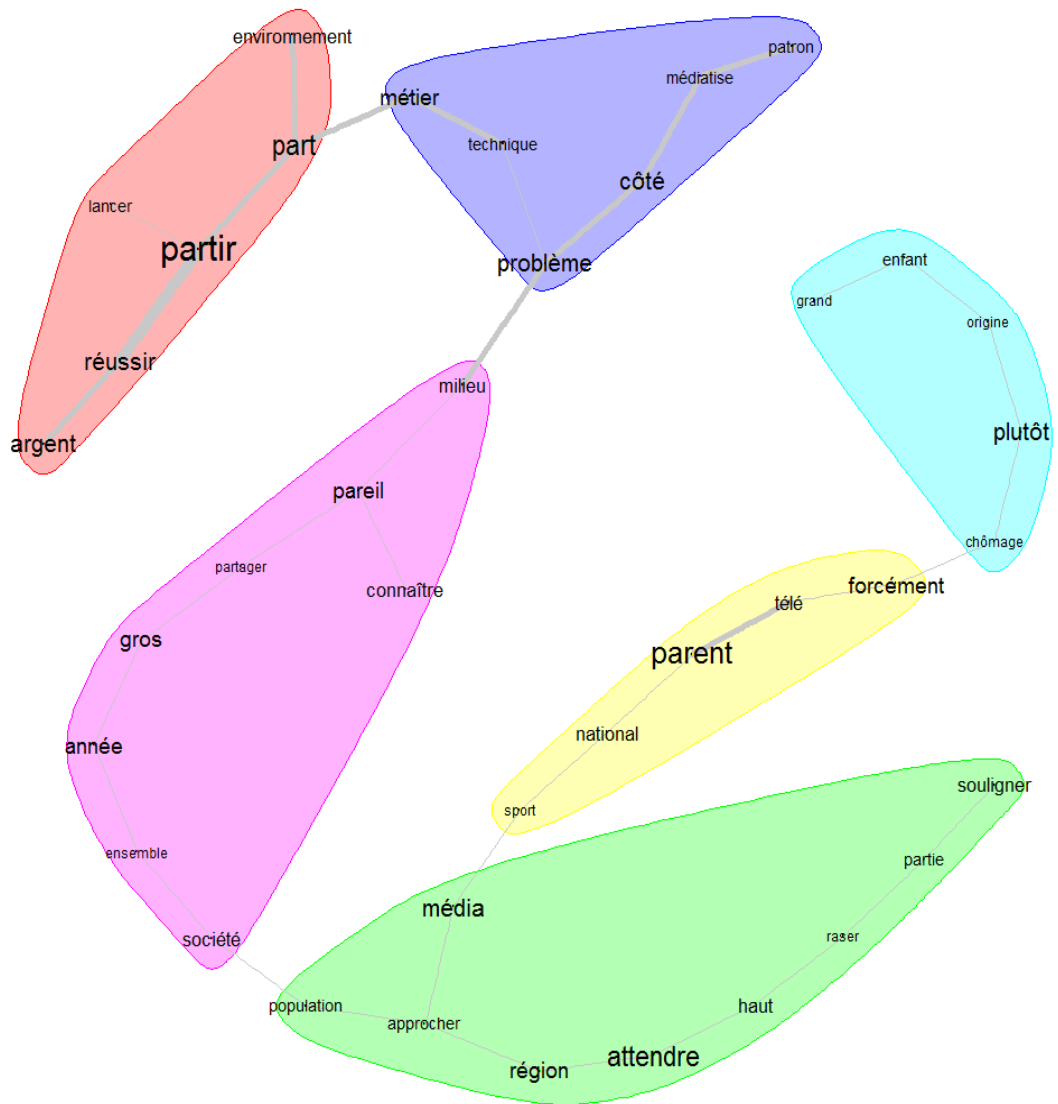 environnement
patron
médiatise
métier
technique
part
côté
lancer
partir
problème
enfant
grand
origine
réussir
milieu
argent
plutôt
pareil
chômage
partager
connaître
forcément
télé
gros
parent
national
année
souligner
sport
ensemble
partie
média
société
raser
population
haut
approcher
attendre
région